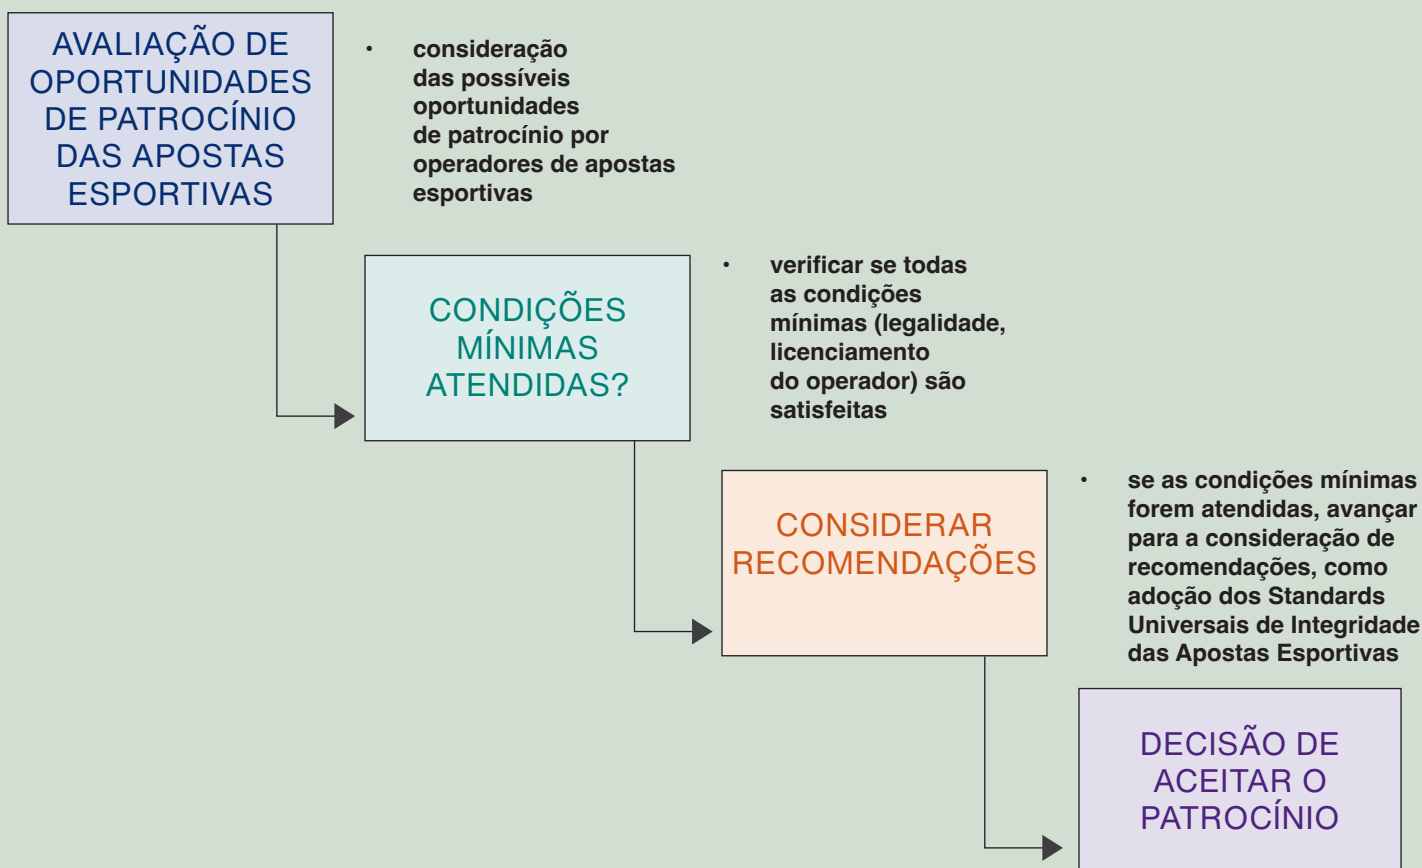 AVALIAÇÃO DE
OPORTUNIDADES
DE PATROCÍNIO
DAS APOSTAS
ESPORTIVAS
• consideração
das possíveis
oportunidades
de patrocínio por
operadores de apostas
esportivas
CONDIÇÕES
MÍNIMAS
ATENDIDAS?
• verificar se todas
as condições
mínimas (legalidade,
licenciamento
do operador) são
satisfeitas
CONSIDERAR
RECOMENDAÇÕES
• se as condições mínimas
forem atendidas, avançar
para a consideração de
recomendações, como
adoção dos Standards
Universais de Integridade
das Apostas Esportivas
DECISÃO DE
ACEITAR O
PATROCÍNIO